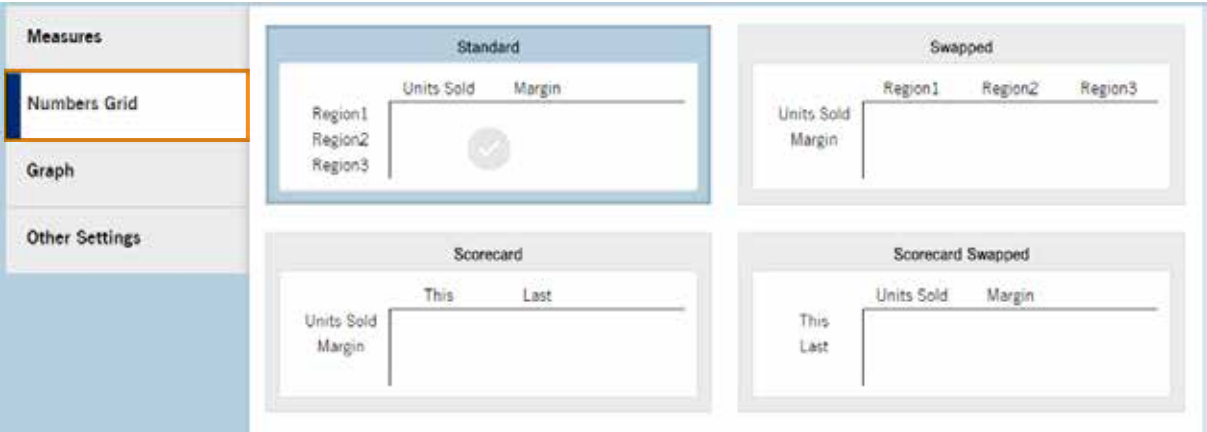 Measures
Numbers Grid
Graph
Other Settings
Standard
Units Sold Margin
Region1
Region2
Region3
Swapped
Region1 Region2 Region3
Units Sold
Margin
Scorecard
This Last
Units Sold
Margin
Scorecard Swapped
Units Sold Margin
This
Last